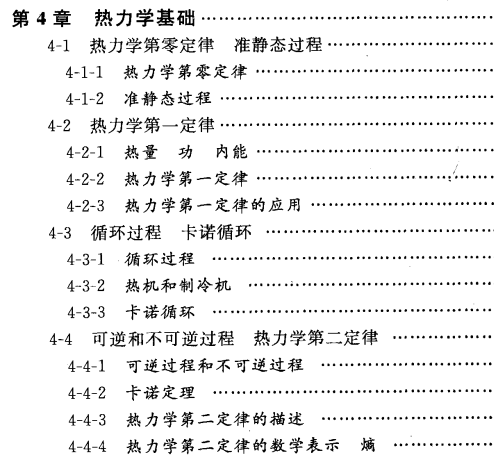 第 4 章 热力学基础
4-1 热力学第零定律 准静态过程
4-1-1 热力学第零定律
4-1-2 准静态过程
4-2 热力学第一定律
4-2-1 热量 功 内能
4-2-2 热力学第一定律
4-2-3 热力学第一定律的应用
4-3 循环过程 卡诺循环
4-3-1 循环过程
4-3-2 热机和制冷机
4-3-3 卡诺循环
4-4 可逆和不可逆过程 热力学第二定律
4-4-1 可逆过程和不可逆过程
4-4-2 卡诺定理
4-4-3 热力学第二定律的描述
4-4-4 热力学第二定律的数学表示 熵